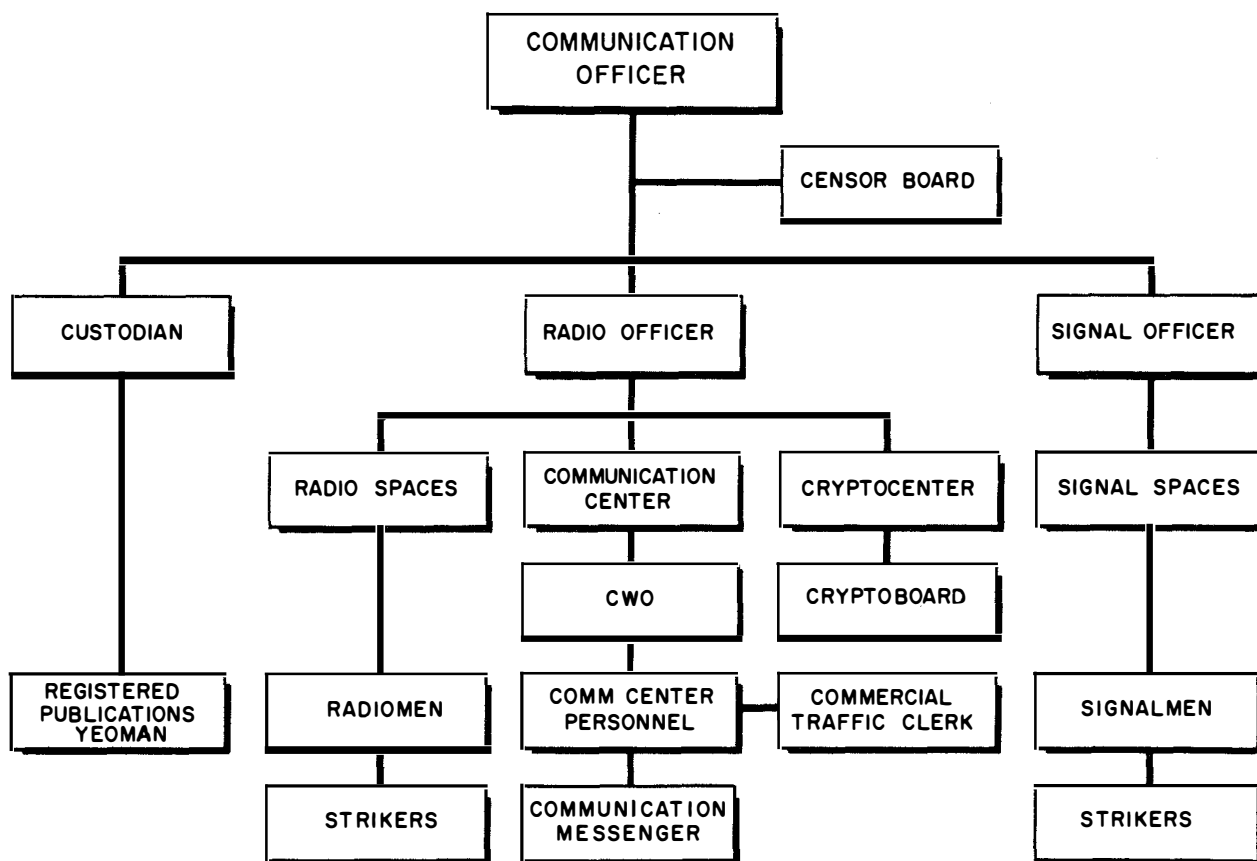 COMMUNICATION
OFFICER
CENSOR BOARD
CUSTODIAN
RADIO OFFICER
SIGNAL OFFICER
RADIO SPACES
COMMUNICATION
CENTER
CRYPTOCENTER
SIGNAL SPACES
CWO
CRYPTOBOARD
REGISTERED
PUBLICATIONS
YEOMAN
RADIOMEN
COMM CENTER
PERSONNEL
COMMERCIAL
TRAFFIC CLERK
SIGNALMEN
STRIKERS
COMMUNICATION
MESSENGER
STRIKERS